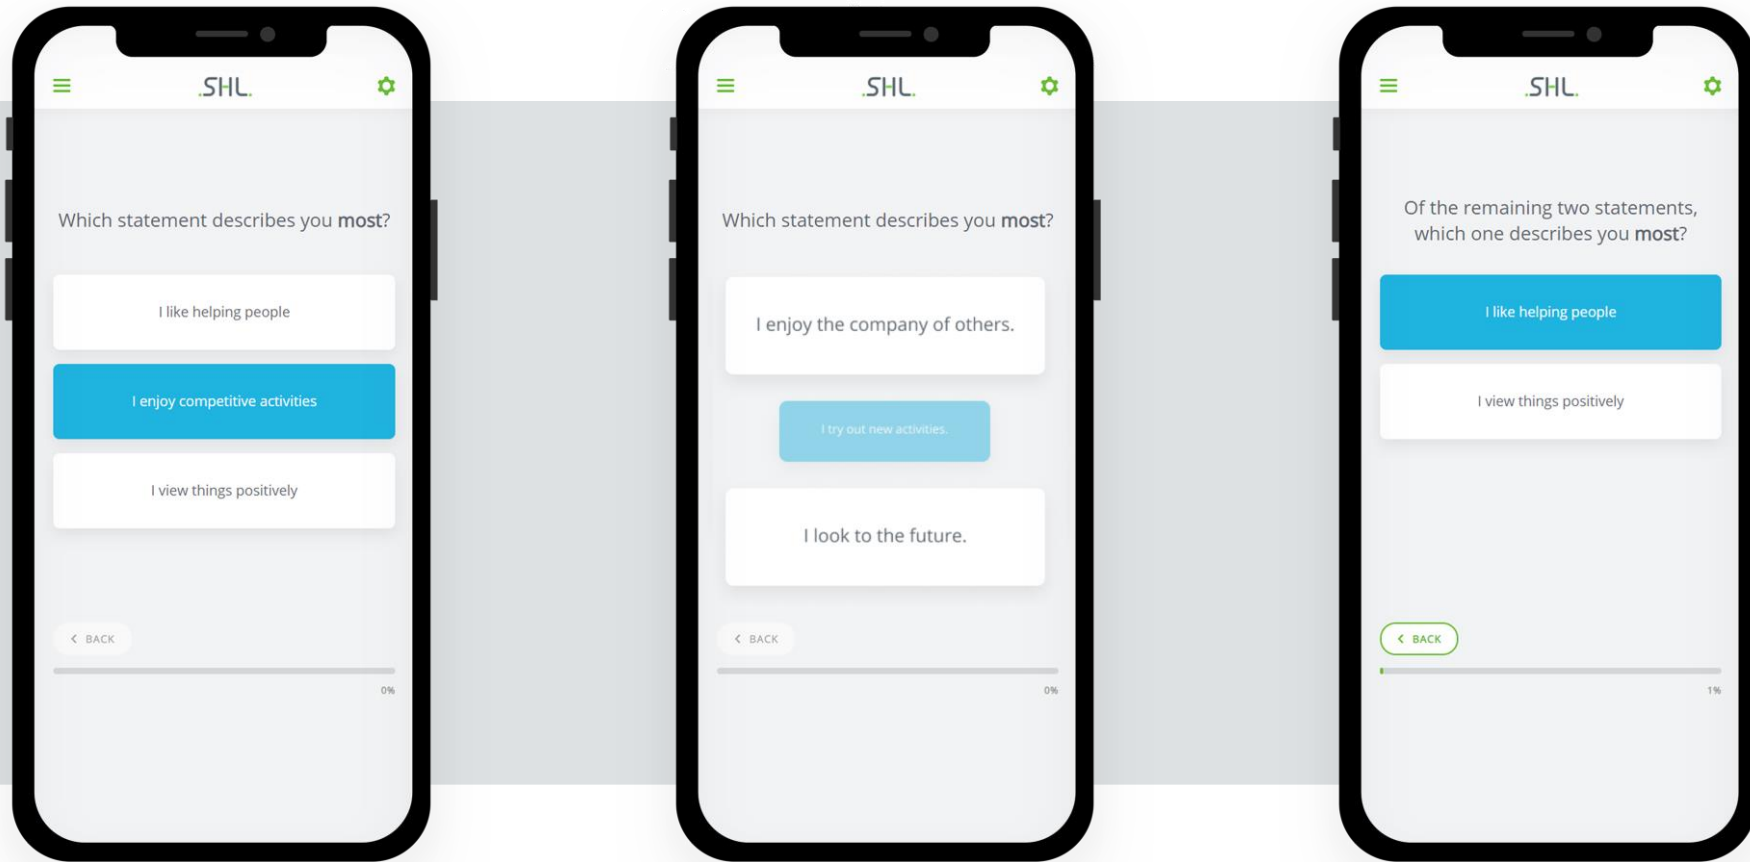 .SHL.
Which statement describes you most?
I like helping people
I enjoy competitive activities
I view things positively
BACK
0%
.SHL.
Which statement describes you most?
I enjoy the company of others.
I try out new activities.
I look to the future.
BACK
0%
.SHL.
Of the remaining two statements,
which one describes you most?
I like helping people
I view things positively
BACK
1%